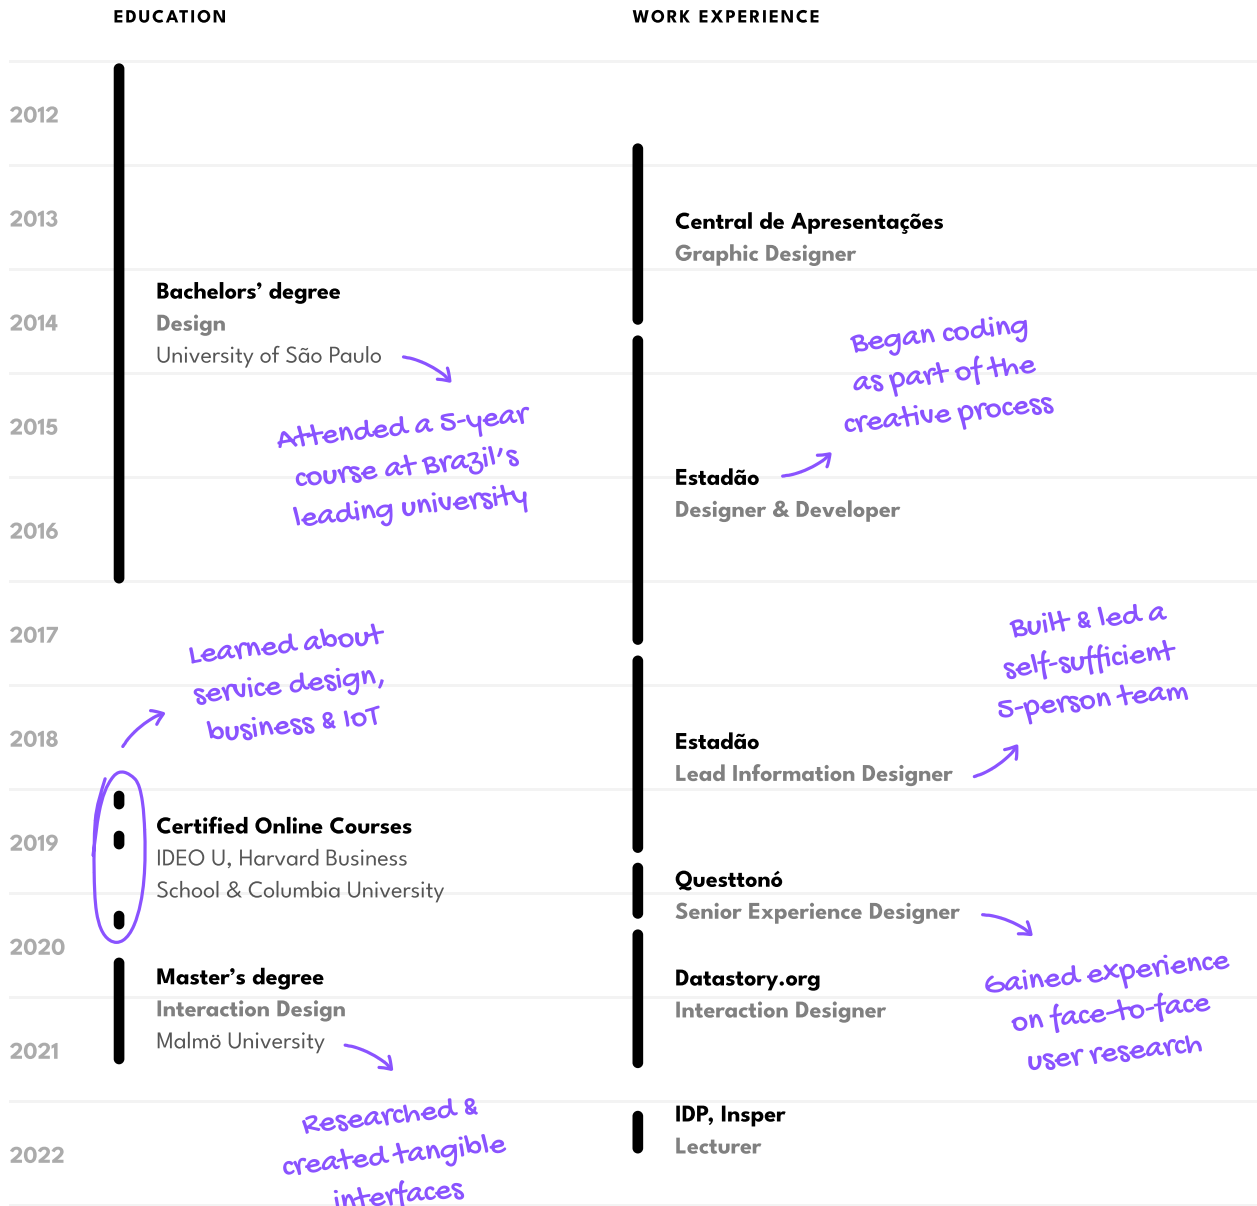 EDUCATION
WORK EXPERIENCE
2012
2013
Central de Apresentações
Graphic Designer
Bachelors’ degree
Design
University of São Paulo
2014
Began coding
as part of the
creative process
Attended a 5-year
course at Brazil’s
leading university
2015
Estadão
Designer & Developer
2016
2017
Learned about
service design,
business & IoT
Built & led a
self-sufficient
5-person team
2018
Estadão
Lead Information Designer
2019
Certified Online Courses
IDEO U, Harvard Business
School & Columbia University
Questtonó
Senior Experience Designer
2020
Master’s degree
Interaction Design
Malmö University
Datastory.org
Interaction Designer
Gained experience
on face-to-face
user research
2021
Researched &
created tangible
interfaces
IDP, Insper
Lecturer
2022